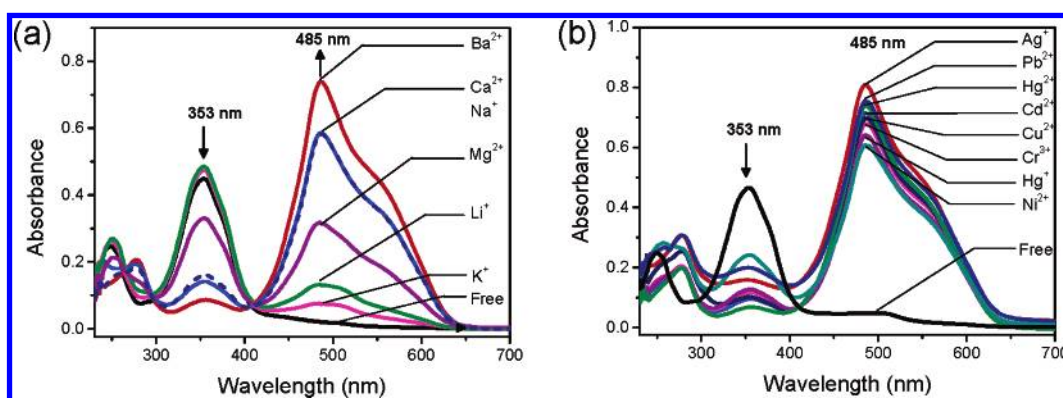 (a)
485 nm
353 nm
Ba²⁺
Ca²⁺
Na⁺
Mg²⁺
Li⁺
K⁺
Free
Absorbance
0.8
0.6
0.4
0.2
0.0
300 400 500 600 700
Wavelength (nm)
(b)
485 nm
353 nm
Ag⁺
Pb²⁺
Hg²⁺
Cd²⁺
Cu²⁺
Cr³⁺
Hg⁺
Ni²⁺
Free
Absorbance
1.0
0.8
0.6
0.4
0.2
0.0
300 400 500 600 700
Wavelength (nm)